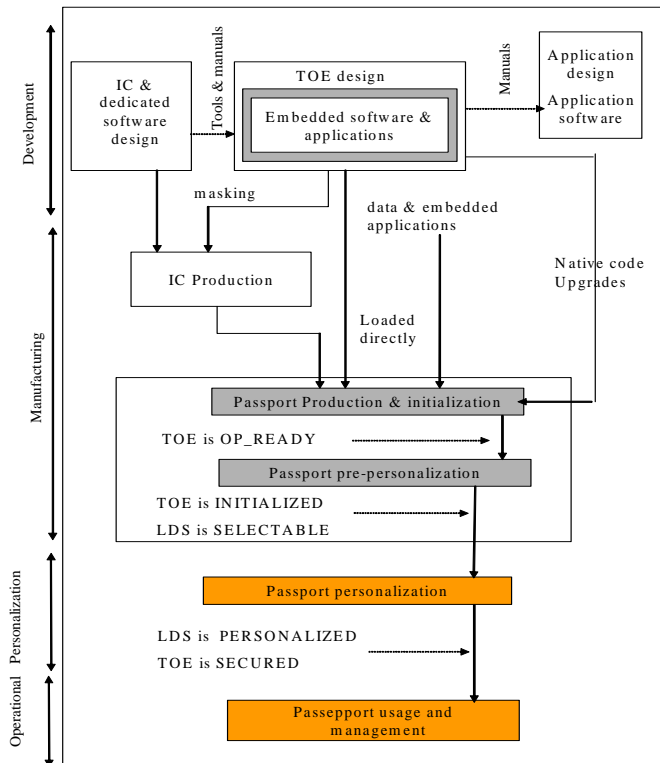 Development
IC &
dedicated
software
design
Tools & manuals
TOE design
Embedded software &
applications
Manuals
Application
design
Application
software
masking
data & embedded
applications
Native code
Upgrades
Manufacturing
IC Production
Loaded
directly
Passport Production & initialization
TOE is OP_READY
Passport pre-personalization
TOE is INITIALIZED
LDS is SELECTABLE
Personalization
Passport personalization
LDS is PERSONALIZED
TOE is SECURED
Operational
Passepport usage and
management